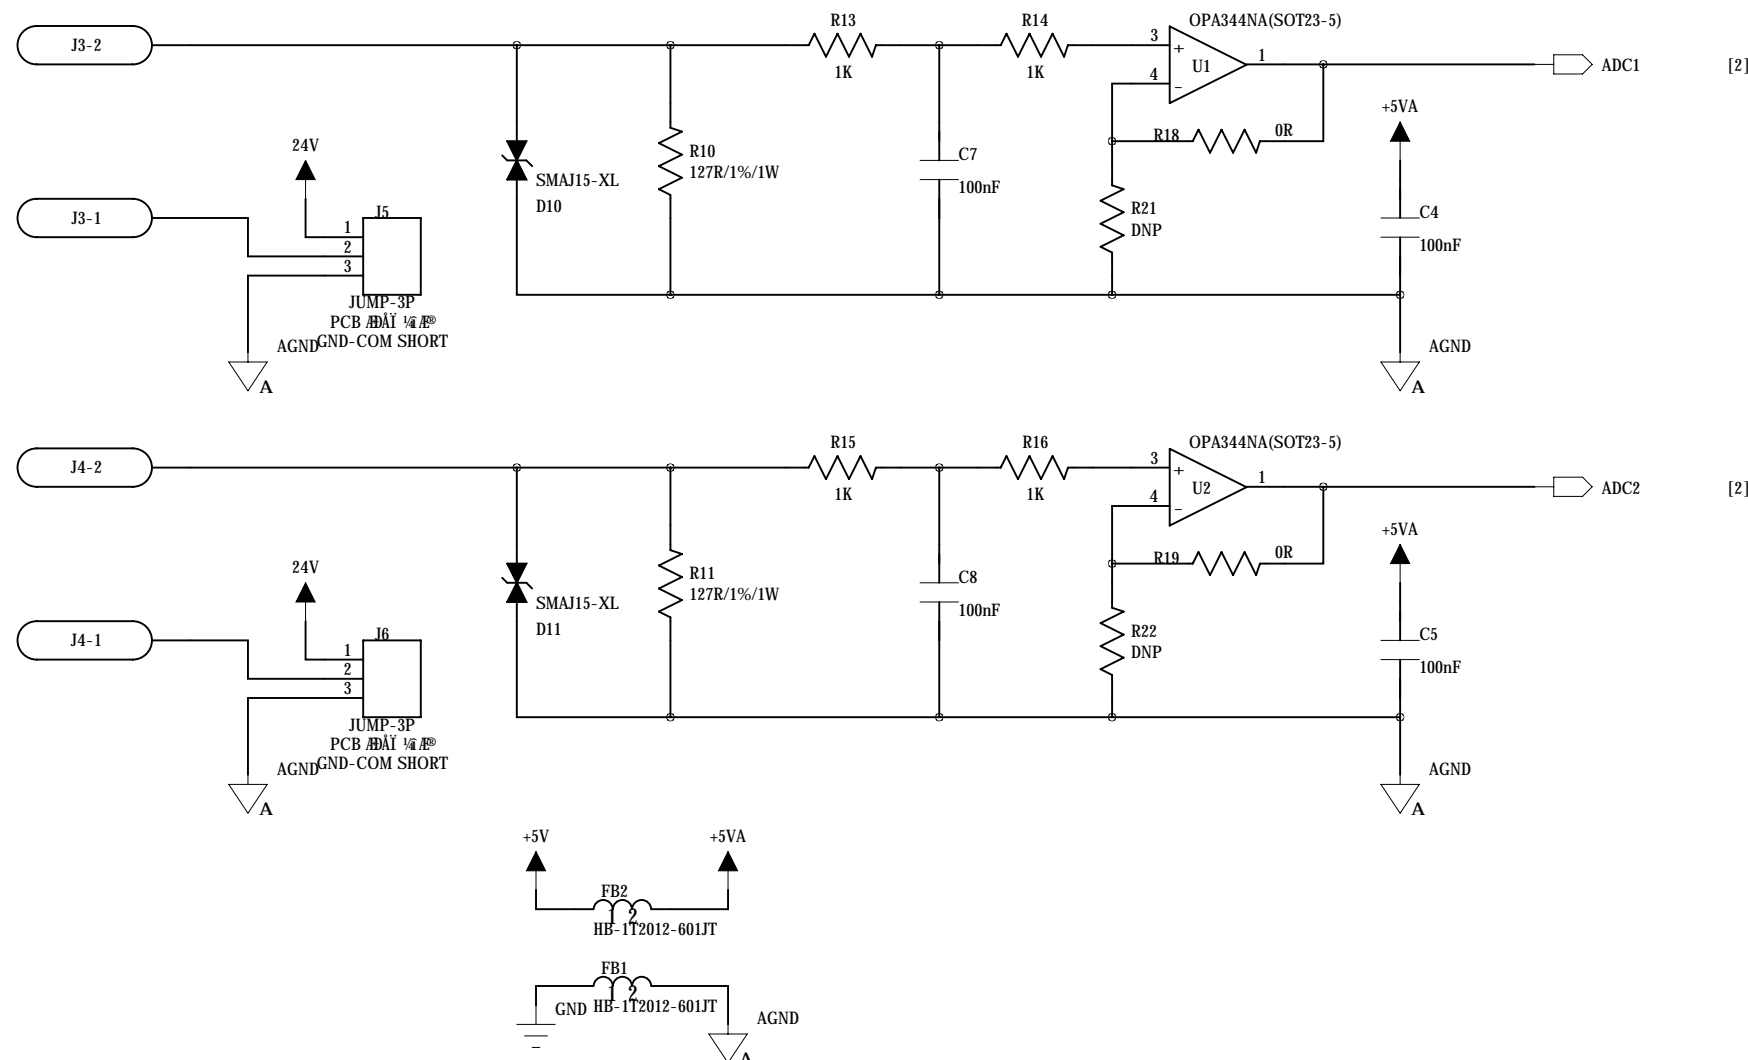 R13
R14
OPA344NA(SOT23-5)
J3-2
3
+
1K
1K
U1
1
ADC1
[2]
4
-
+5VA
R18
0R
24V
R10
127R/1%/1W
C7
100nF
SMAJ15-XL
D10
J3-1
J5
1
2
3
R21
DNP
C4
100nF
JUMP-3P
PCB
GND-COM SHORT
AGND
A
AGND
A
R15
R16
OPA344NA(SOT23-5)
J4-2
3
+
1K
1K
U2
1
ADC2
[2]
4
-
+5VA
R19
0R
24V
R11
127R/1%/1W
C8
100nF
SMAJ15-XL
D11
J4-1
J6
1
2
3
R22
DNP
C5
100nF
JUMP-3P
PCB
GND-COM SHORT
AGND
A
AGND
A
+5V
+5VA
FB2
1 2
HB-1T2012-601JT
FB1
1 2
GND
HB-1T2012-601JT
AGND
A